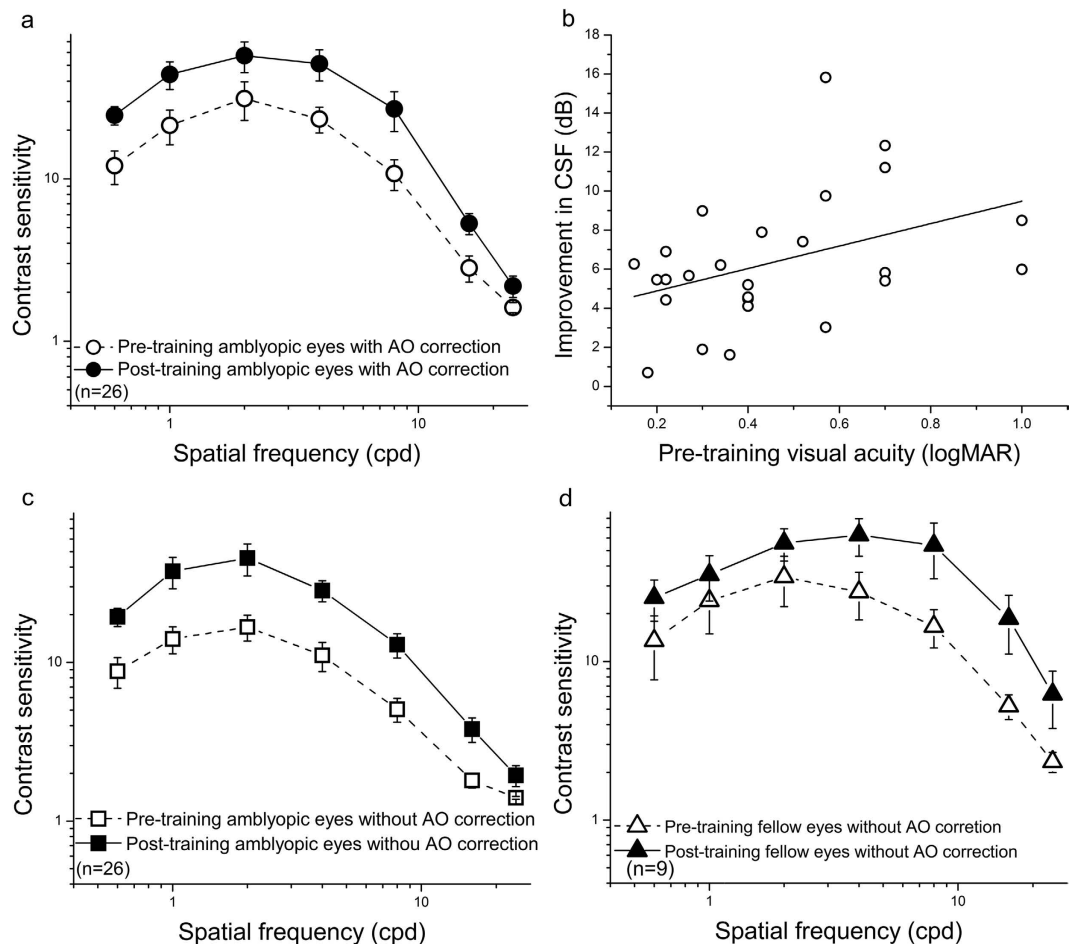 a
Contrast sensitivity
10
1
Pre-training amblyopic eyes with AO correction
Post-training amblyopic eyes with AO correction
(n=26)
1
10
Spatial frequency (cpd)
b
Improvement in CSF (dB)
18
16
14
12
10
8
6
4
2
0
0.2
0.4
0.6
0.8
1.0
Pre-training visual acuity (logMAR)
c
Contrast sensitivity
10
1
Pre-training amblyopic eyes without AO correction
Post-training amblyopic eyes without AO correction
(n=26)
1
10
Spatial frequency (cpd)
d
Contrast sensitivity
10
1
Pre-training fellow eyes without AO corretion
Post-training fellow eyes without AO correction
(n=9)
1
10
Spatial frequency (cpd)